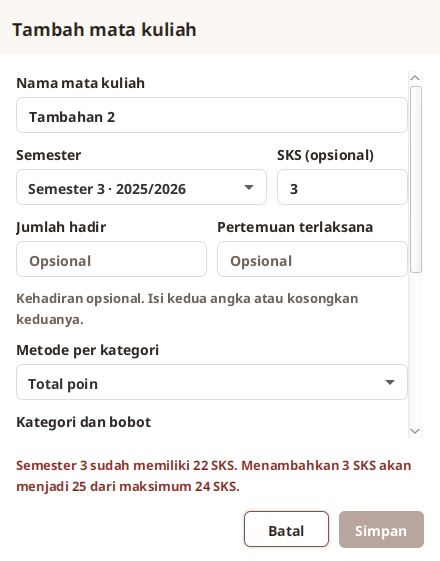 Tambah mata kuliah
Nama mata kuliah
Tambahan 2
Semester
SKS (opsional)
Semester 3 · 2025/2026
3
Jumlah hadir
Pertemuan terlaksana
Opsional
Opsional
Kehadiran opsional. Isi kedua angka atau kosongkan
keduanya.
Metode per kategori
Total poin
Kategori dan bobot
Semester 3 sudah memiliki 22 SKS. Menambahkan 3 SKS akan
menjadi 25 dari maksimum 24 SKS.
Batal
Simpan